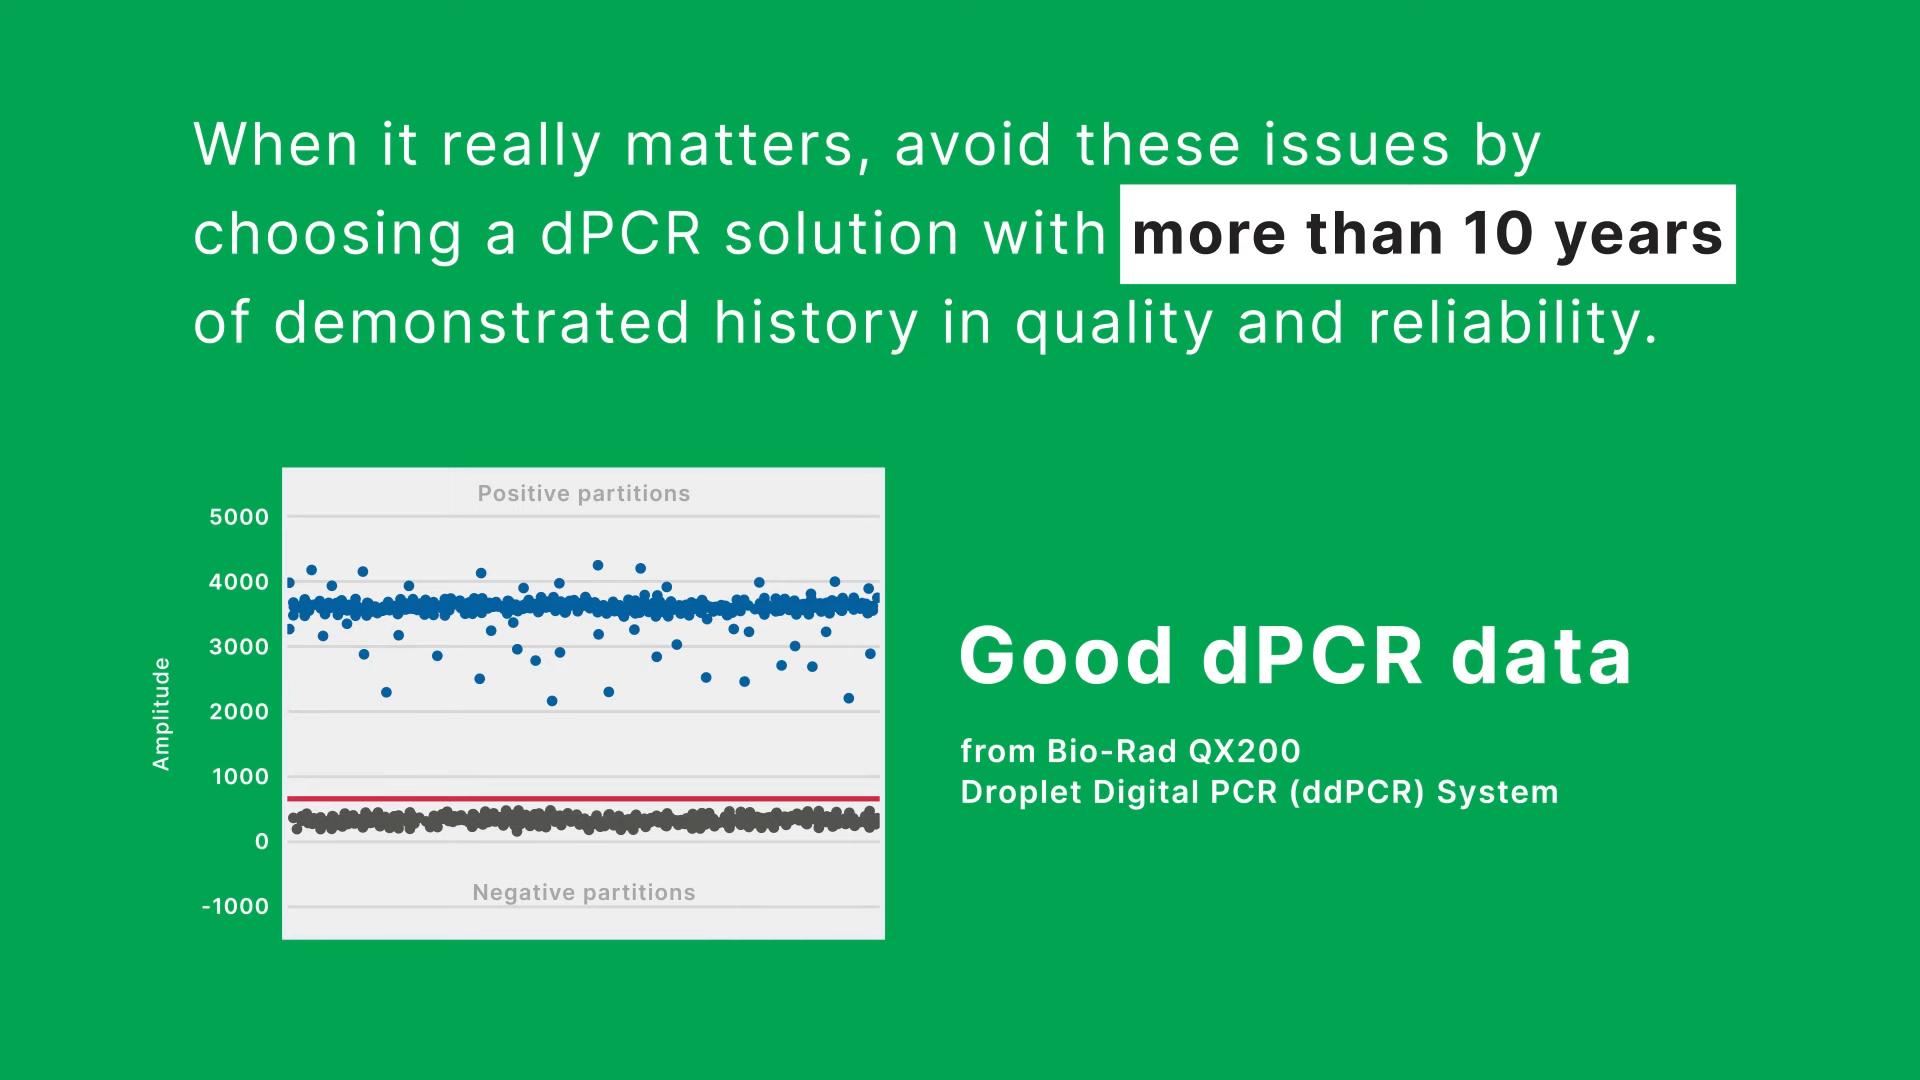 When it really matters, avoid these issues by
choosing a dPCR solution with more than 10 years
of demonstrated history in quality and reliability.
Positive partitions
5000
4000
3000
2000
1000
0
-1000
Amplitude
Negative partitions
Good dPCR data
from Bio-Rad QX200
Droplet Digital PCR (ddPCR) System